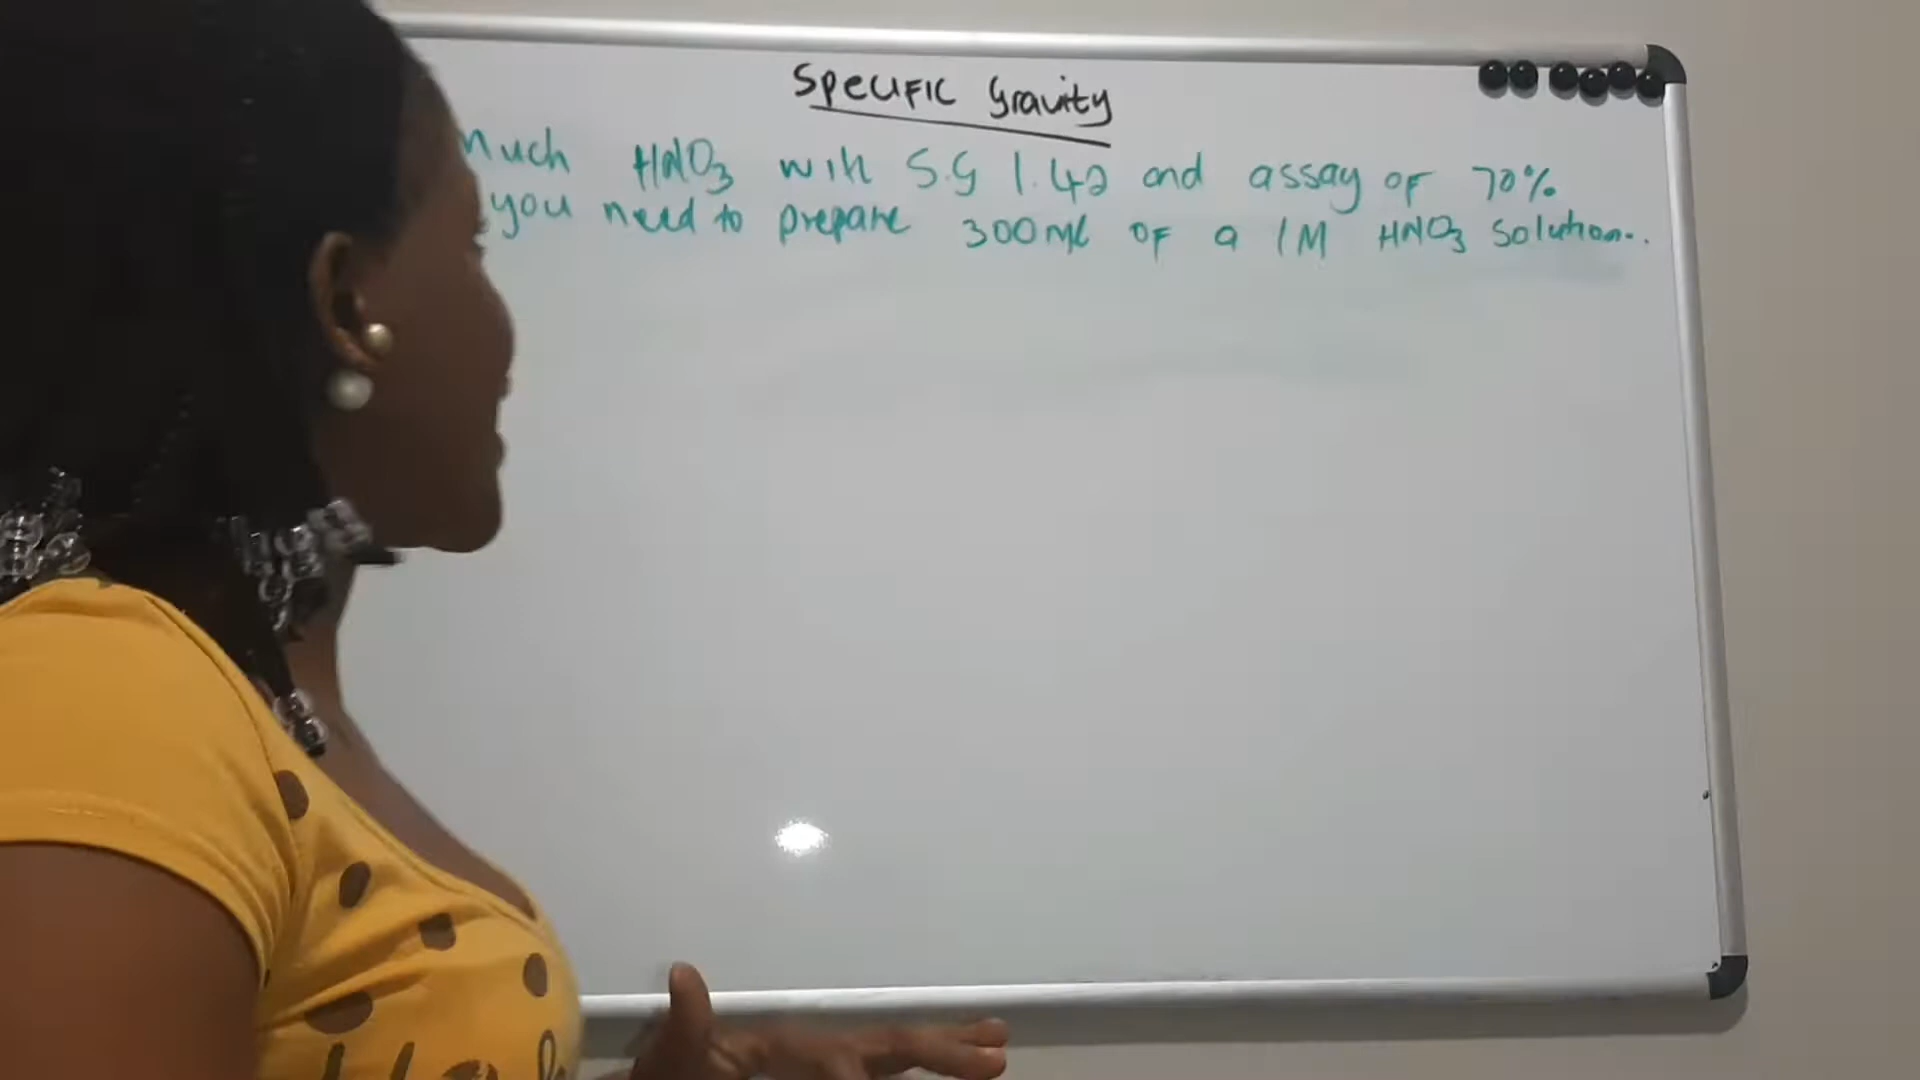 Specific Gravity
Much HNO3 with S.G 1.42 and assay of 70%
you need to prepare 300ml of a 1M HNO3 solution..